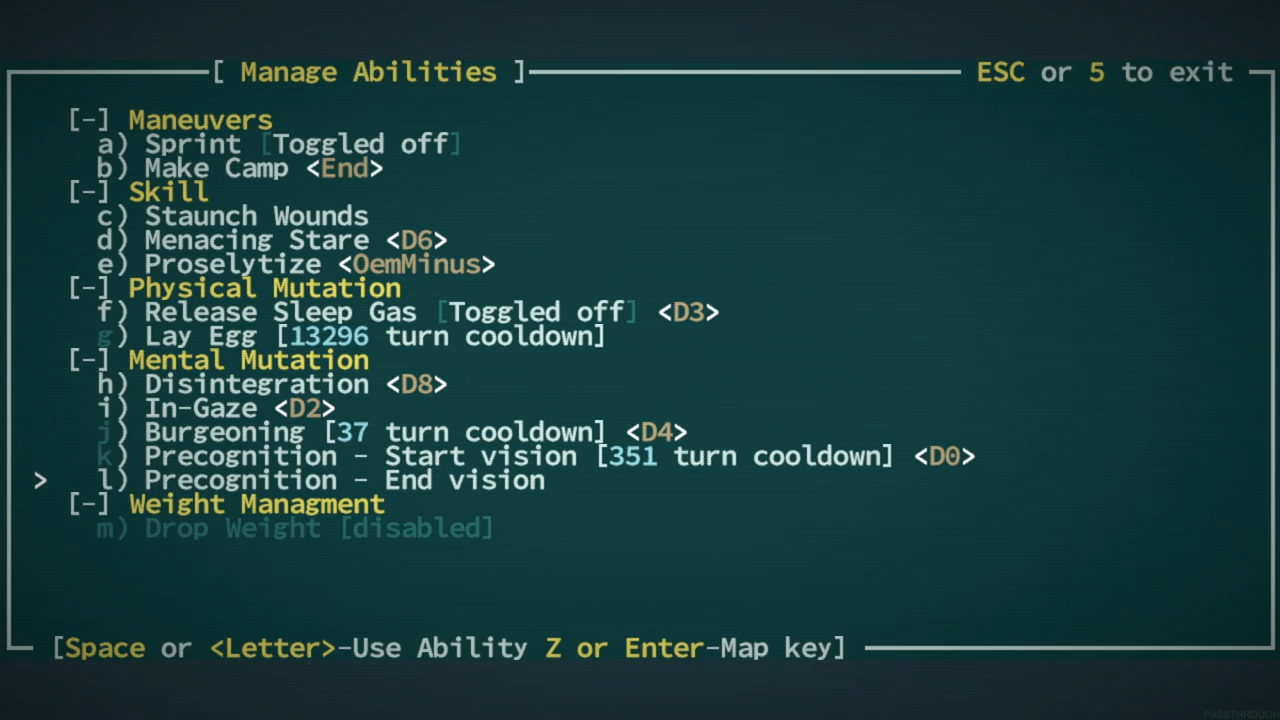 [ Manage Abilities ] ESC or 5 to exit
[-] Maneuvers
a) Sprint [Toggled off]
b) Make Camp <End>
[-] Skill
c) Staunch Wounds
d) Menacing Stare <D6>
e) Proselytize <OemMinus>
[-] Physical Mutation
f) Release Sleep Gas [Toggled off] <D3>
g) Lay Egg [13296 turn cooldown]
[-] Mental Mutation
h) Disintegration <D8>
i) In-Gaze <D2>
j) Burgeoning [37 turn cooldown] <D4>
k) Precognition - Start vision [351 turn cooldown] <D0>
> l) Precognition - End vision
[-] Weight Managment
m) Drop Weight [disabled]
[Space or <Letter>-Use Ability Z or Enter-Map key]